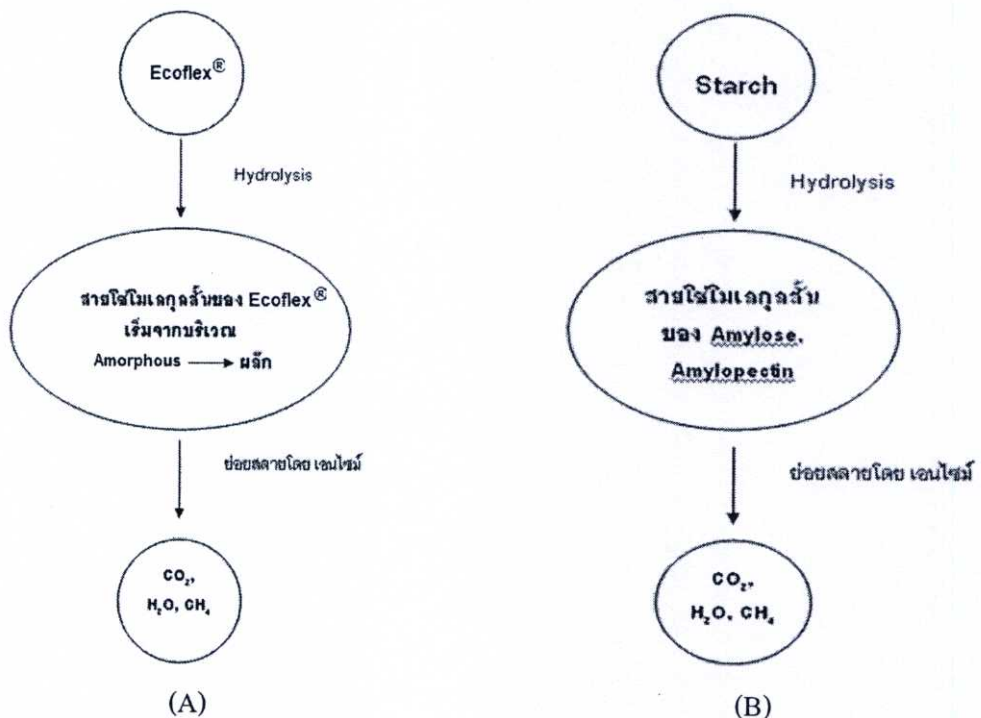 Ecoflex®
Hydrolysis
สายโซ่โมเลกุลสั้นของ Ecoflex®
เริ่มจากบริเวณ
Amorphous → ผลึก
ย่อยสลายโดย เอนไซม์
CO₂,
H₂O, CH₄
(A)
Starch
Hydrolysis
สายโซ่โมเลกุลสั้น
ของ Amylose,
Amylopectin
ย่อยสลายโดย เอนไซม์
CO₂,
H₂O, CH₄
(B)